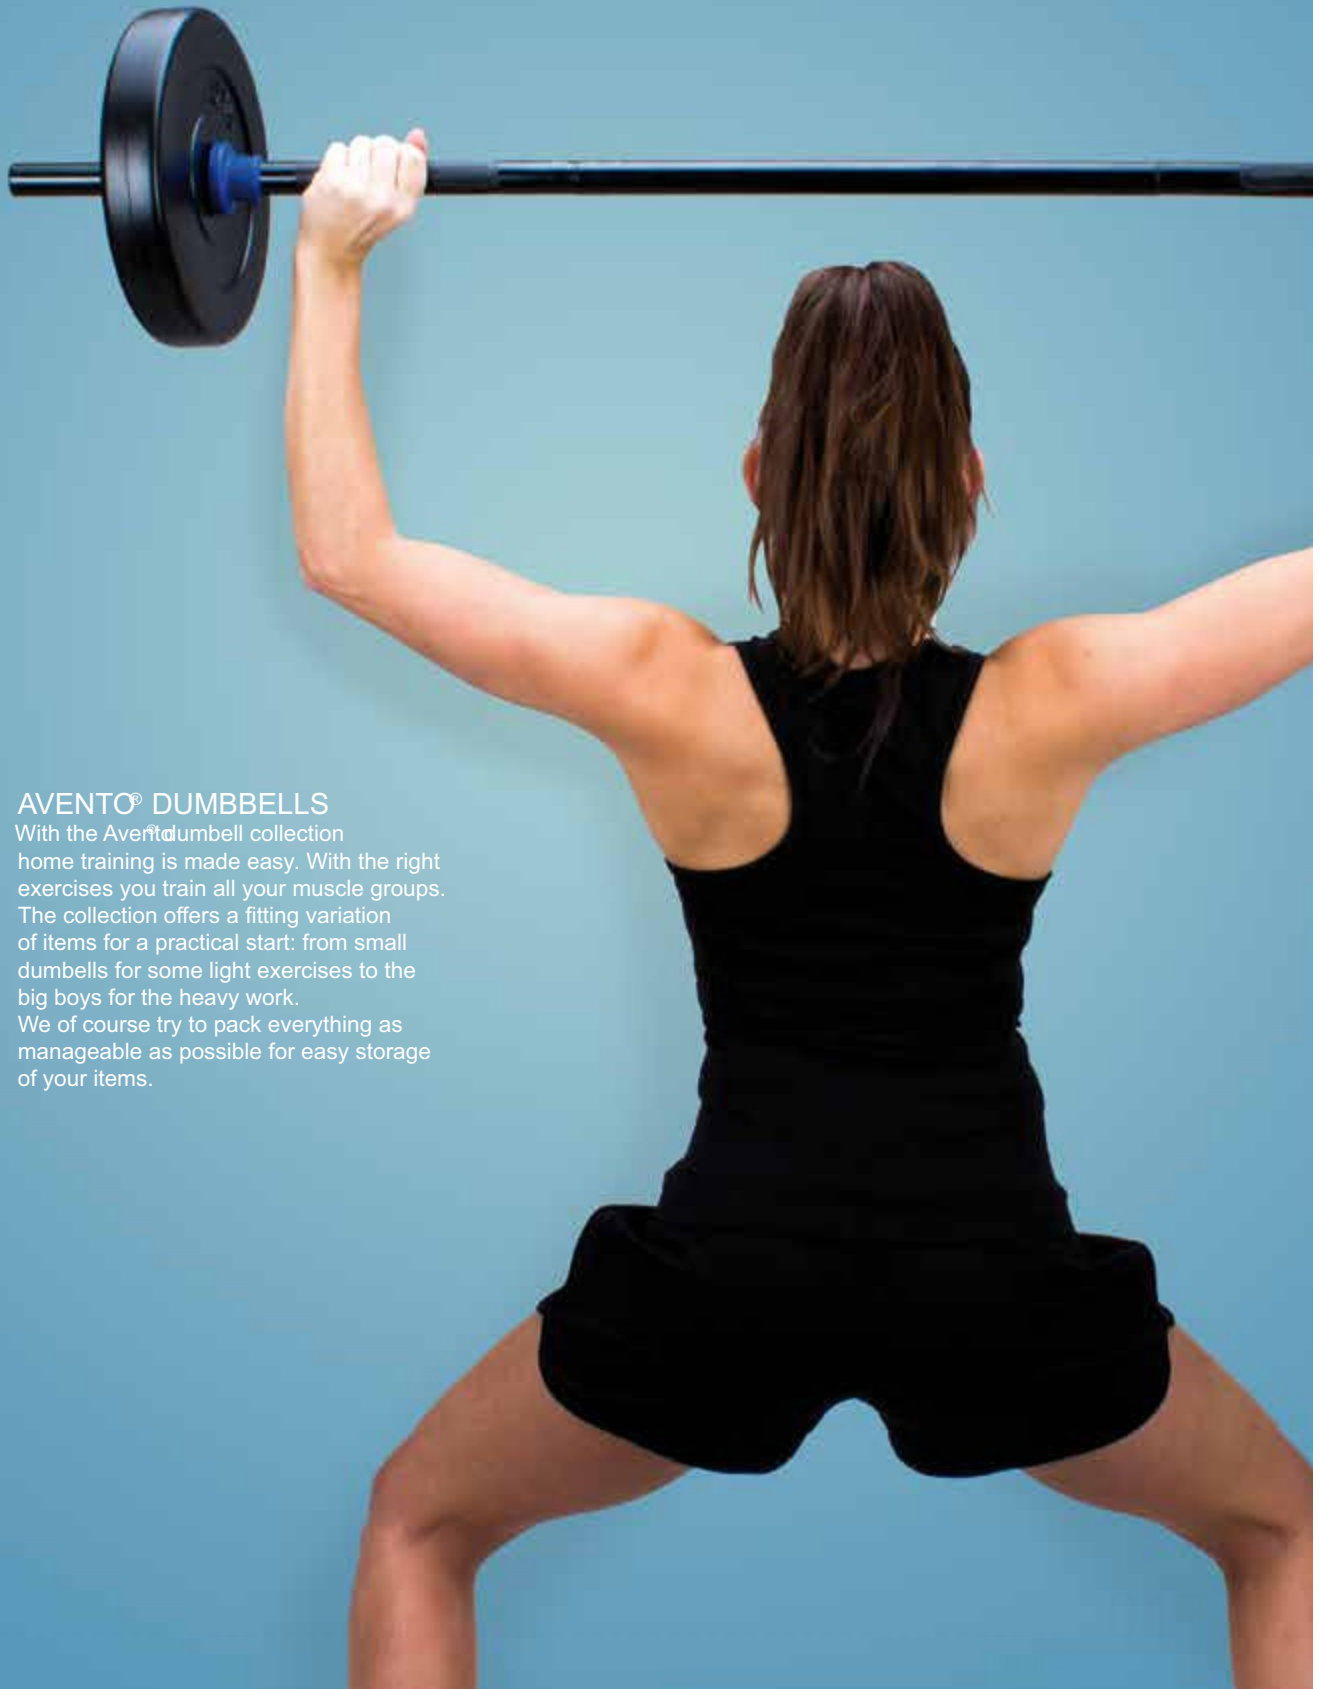 AVENTO® DUMBBELLS
With the Avento® dumbell collection
home training is made easy. With the right
exercises you train all your muscle groups.
The collection offers a fitting variation
of items for a practical start: from small
dumbells for some light exercises to the
big boys for the heavy work.
We of course try to pack everything as
manageable as possible for easy storage
of your items.